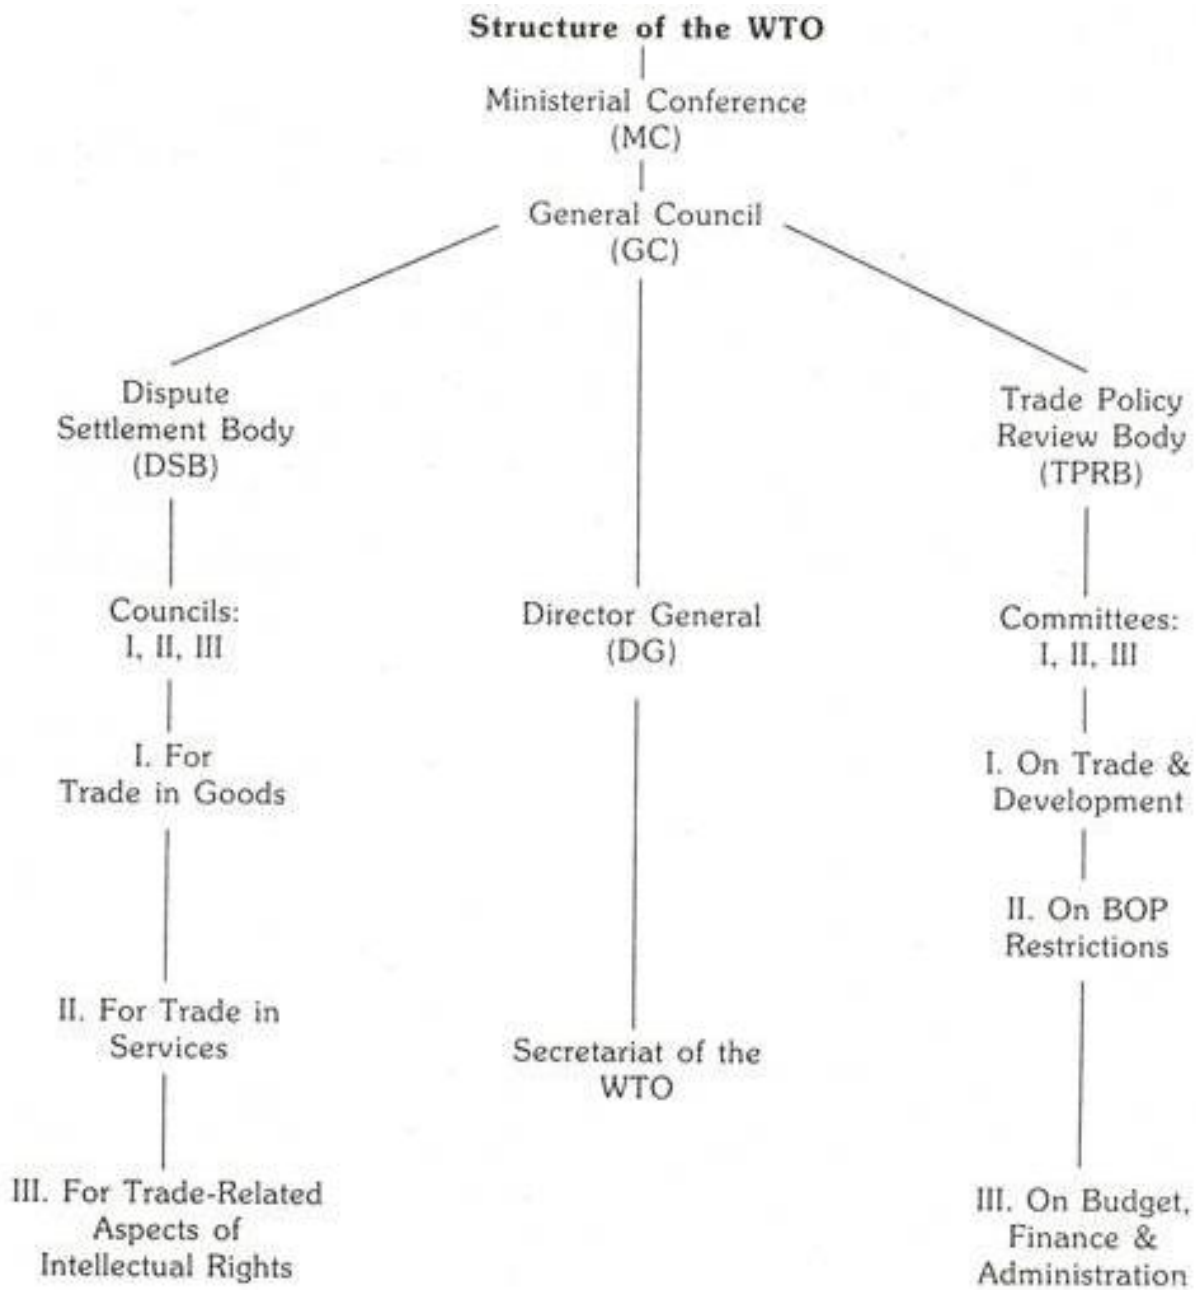 Structure of the WTO
Ministerial Conference
(MC)
General Council
(GC)
Dispute
Settlement Body
(DSB)
Councils:
I, II, III
I. For
Trade in Goods
II. For Trade in
Services
III. For Trade-Related
Aspects of
Intellectual Rights
Director General
(DG)
Secretariat of the
WTO
Trade Policy
Review Body
(TPRB)
Committees:
I, II, III
I. On Trade &
Development
II. On BOP
Restrictions
III. On Budget,
Finance &
Administration